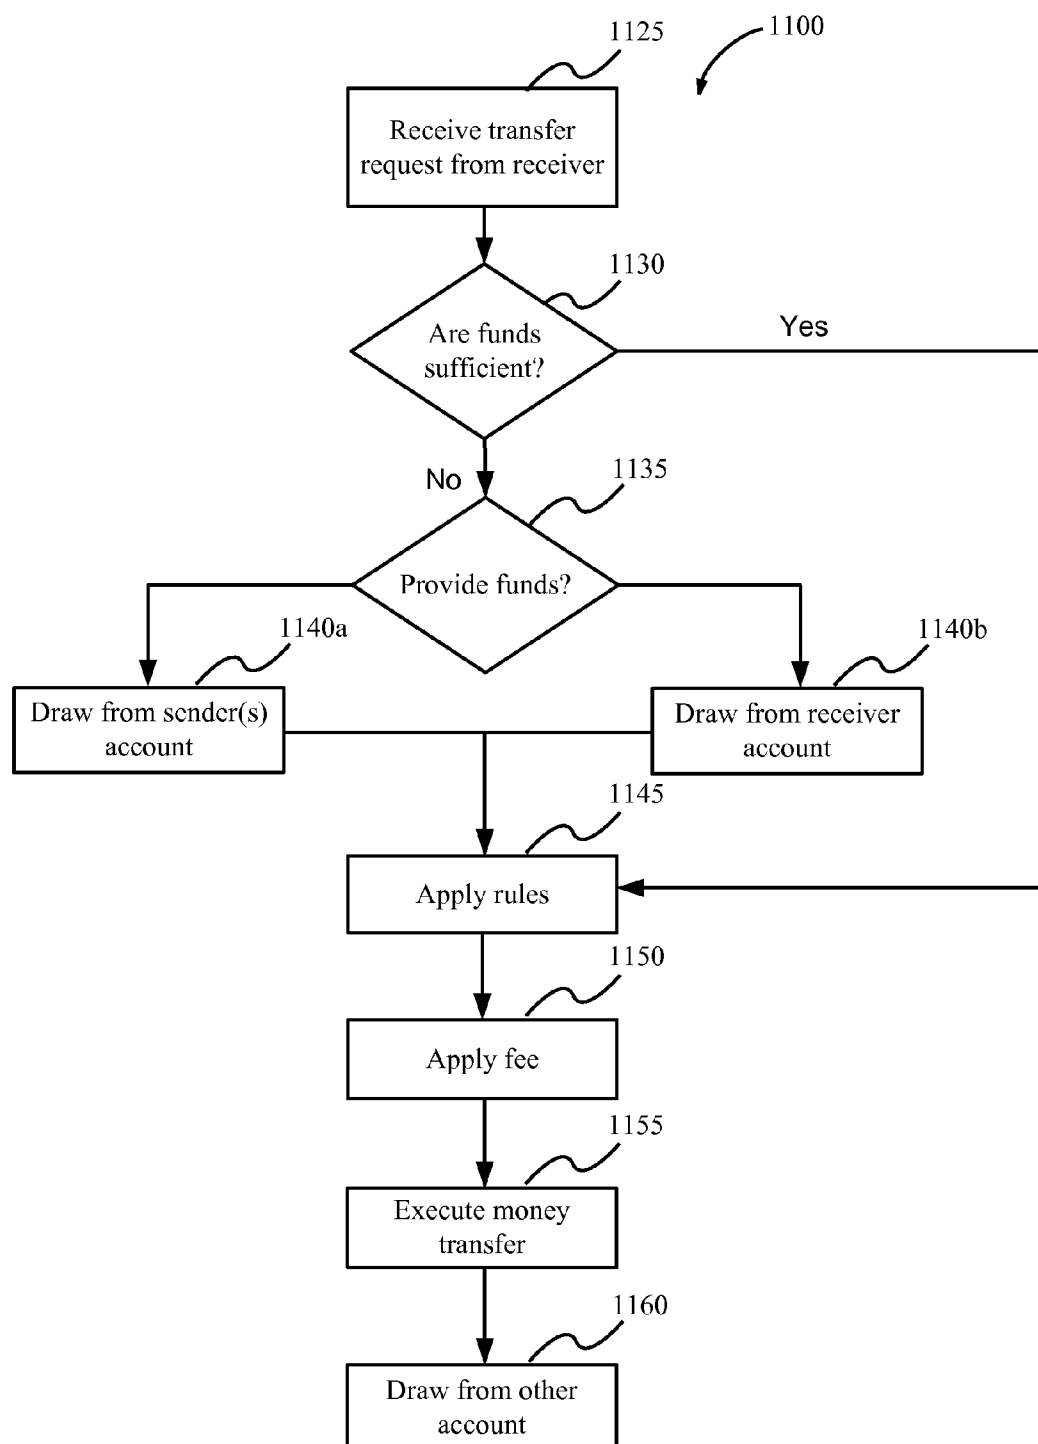 1125
1100
Receive transfer
request from receiver
1130
Are funds
sufficient?
Yes
No
1135
Provide funds?
1140a
1140b
Draw from sender(s)
account
Draw from receiver
account
1145
Apply rules
1150
Apply fee
1155
Execute money
transfer
1160
Draw from other
account